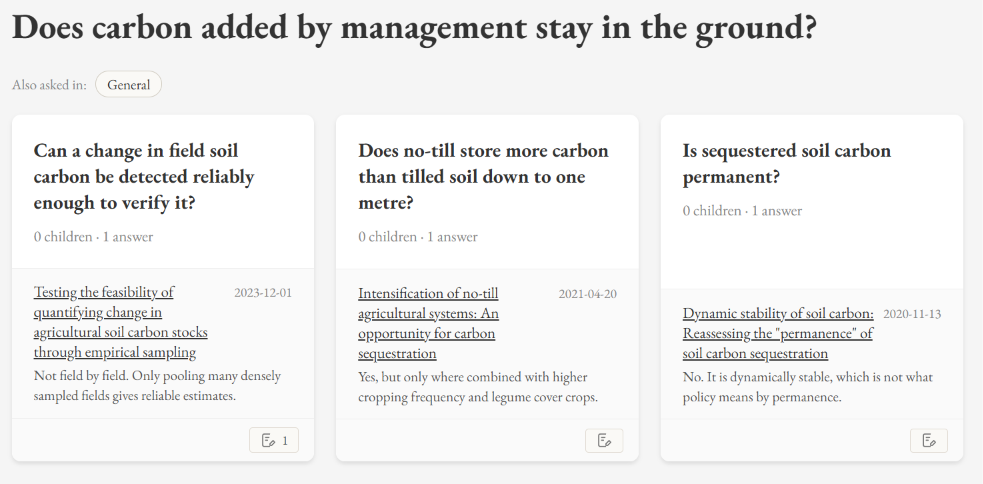 Does carbon added by management stay in the ground?
Also asked in: General
Can a change in field soil
carbon be detected reliably
enough to verify it?
0 children · 1 answer
Testing the feasibility of
quantifying change in
agricultural soil carbon stocks
through empirical sampling
2023-12-01
Not field by field. Only pooling many densely
sampled fields gives reliable estimates.
1
Does no-till store more carbon
than tilled soil down to one
metre?
0 children · 1 answer
Intensification of no-till
agricultural systems: An
opportunity for carbon
sequestration
2021-04-20
Yes, but only where combined with higher
cropping frequency and legume cover crops.
Is sequestered soil carbon
permanent?
0 children · 1 answer
Dynamic stability of soil carbon:
Reassessing the "permanence" of
soil carbon sequestration
2020-11-13
No. It is dynamically stable, which is not what
policy means by permanence.